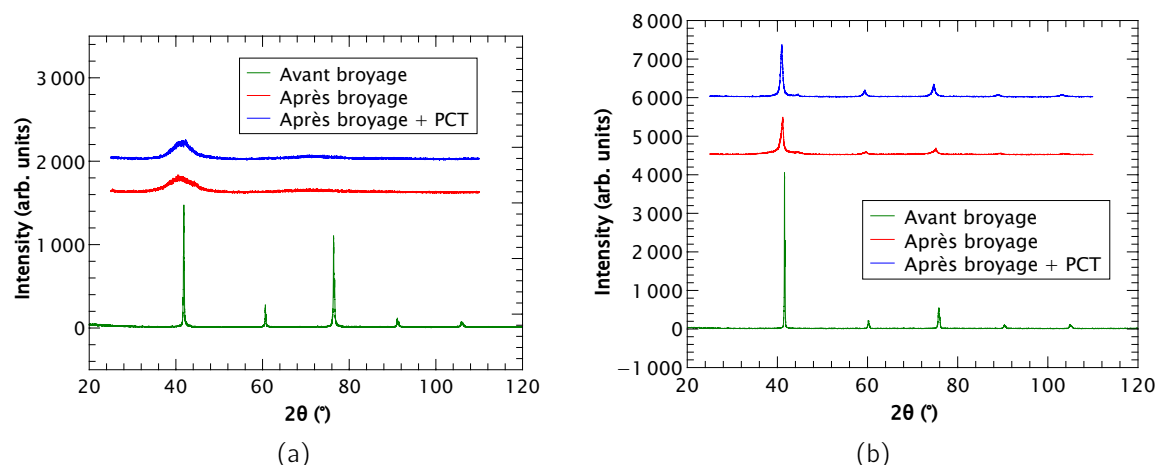 Intensity (arb. units)
3 000
2 000
1 000
0
Avant broyage
Après broyage
Après broyage + PCT
20 40 60 80 100 120
2θ (°)
(a)
Intensity (arb. units)
8 000
7 000
6 000
5 000
4 000
3 000
2 000
1 000
0
−1 000
Avant broyage
Après broyage
Après broyage + PCT
20 40 60 80 100 120
2θ (°)
(b)